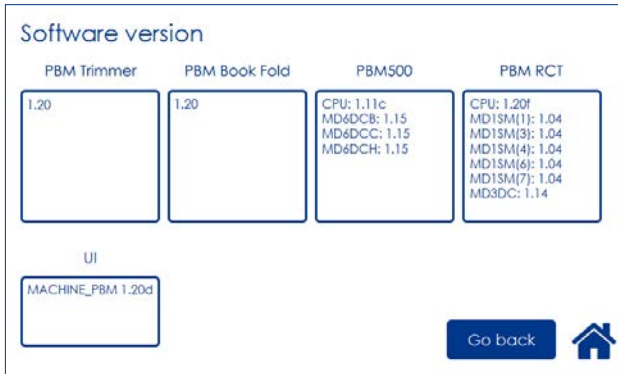 Software version
PBM Trimmer
1.20
PBM Book Fold
1.20
PBM500
CPU: 1.11c
MD6DCB: 1.15
MD6DCC: 1.15
MD6DCH: 1.15
PBM RCT
CPU: 1.20f
MD1SM(1): 1.04
MD1SM(3): 1.04
MD1SM(4): 1.04
MD1SM(6): 1.04
MD1SM(7): 1.04
MD3DC: 1.14
UI
MACHINE_PBM 1.20d
Go back